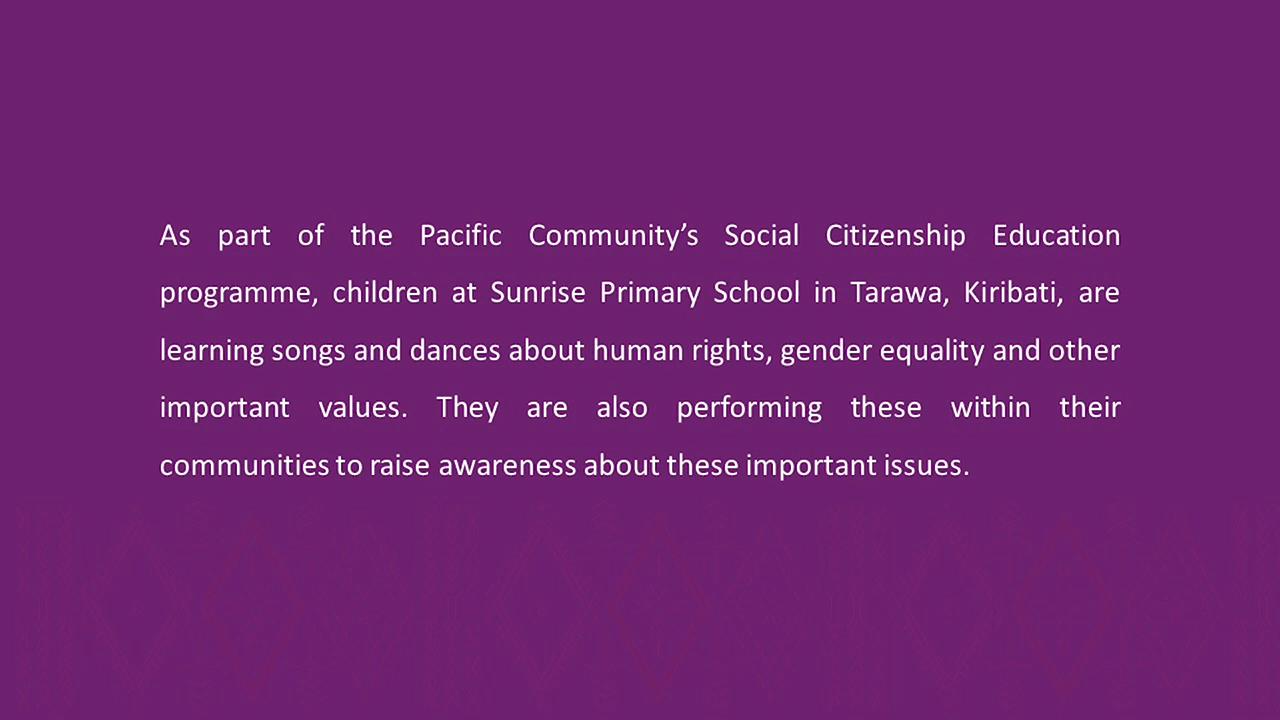 As part of the Pacific Community’s Social Citizenship Education
programme, children at Sunrise Primary School in Tarawa, Kiribati, are
learning songs and dances about human rights, gender equality and other
important values. They are also performing these within their
communities to raise awareness about these important issues.